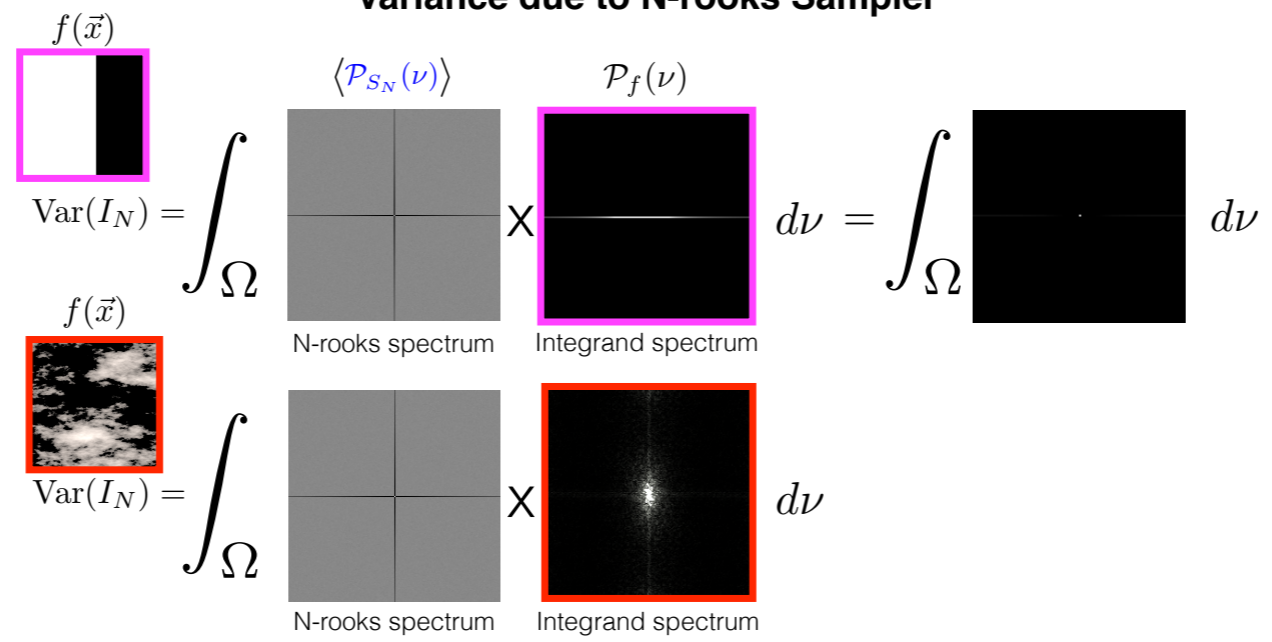 Variance due to N-rooks Sampler
f(x⃗)
⟨P_{S_N}(ν)⟩
P_f(ν)
Var(I_N) = ∫_Ω X dν = ∫_Ω dν
N-rooks spectrum
Integrand spectrum
f(x⃗)
Var(I_N) = ∫_Ω X dν
N-rooks spectrum
Integrand spectrum